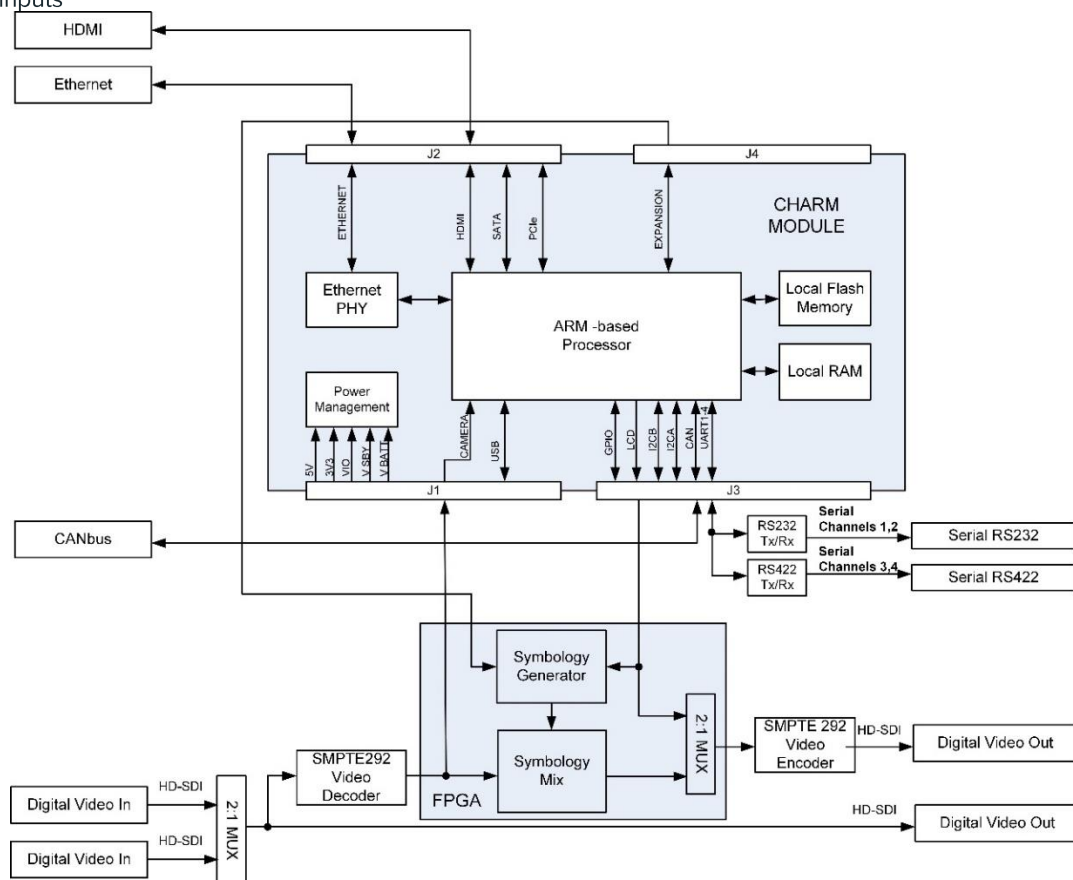 inputs
HDMI
Ethernet
J2
J4
ETHERNET
HDMI
SATA
PCIe
EXPANSION
CHARM
MODULE
Ethernet
PHY
ARM -based
Processor
Local Flash
Memory
Local RAM
Power
Management
5V
3V3
VIO
V SBY
V BATT
CAMERA
USB
GPIO
LCD
I2CB
I2CA
CAN
UART1-4
J1
J3
CANbus
RS232
Tx/Rx
Serial
Channels 1,2
Serial RS232
RS422
Tx/Rx
Serial
Channels 3,4
Serial RS422
Symbology
Generator
2:1 MUX
SMPTE 292
Video
Encoder
HD-SDI
Digital Video Out
SMPTE292
Video
Decoder
FPGA
Symbology
Mix
Digital Video In
HD-SDI
2:1 MUX
HD-SDI
Digital Video Out
Digital Video In
HD-SDI